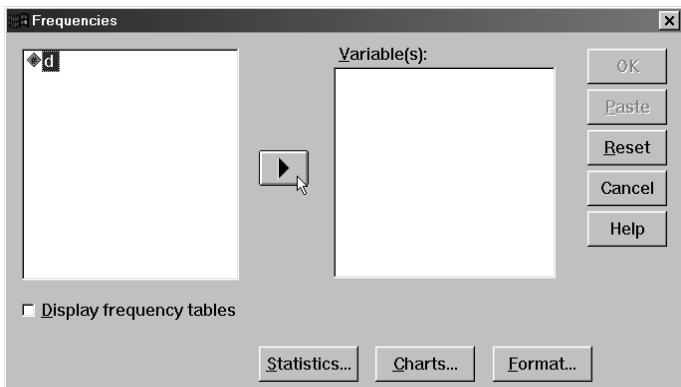 Frequencies
d
Variable(s):
OK
Paste
Reset
Cancel
Help
Display frequency tables
Statistics...
Charts...
Format...